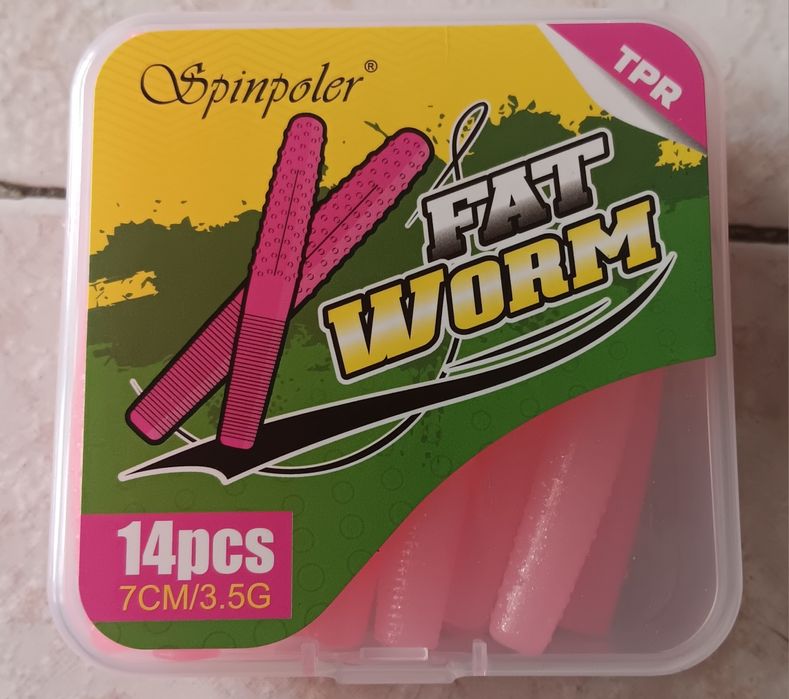 Spinpoler®
TPR
FAT
WORM
14pcs
7CM/3.5G